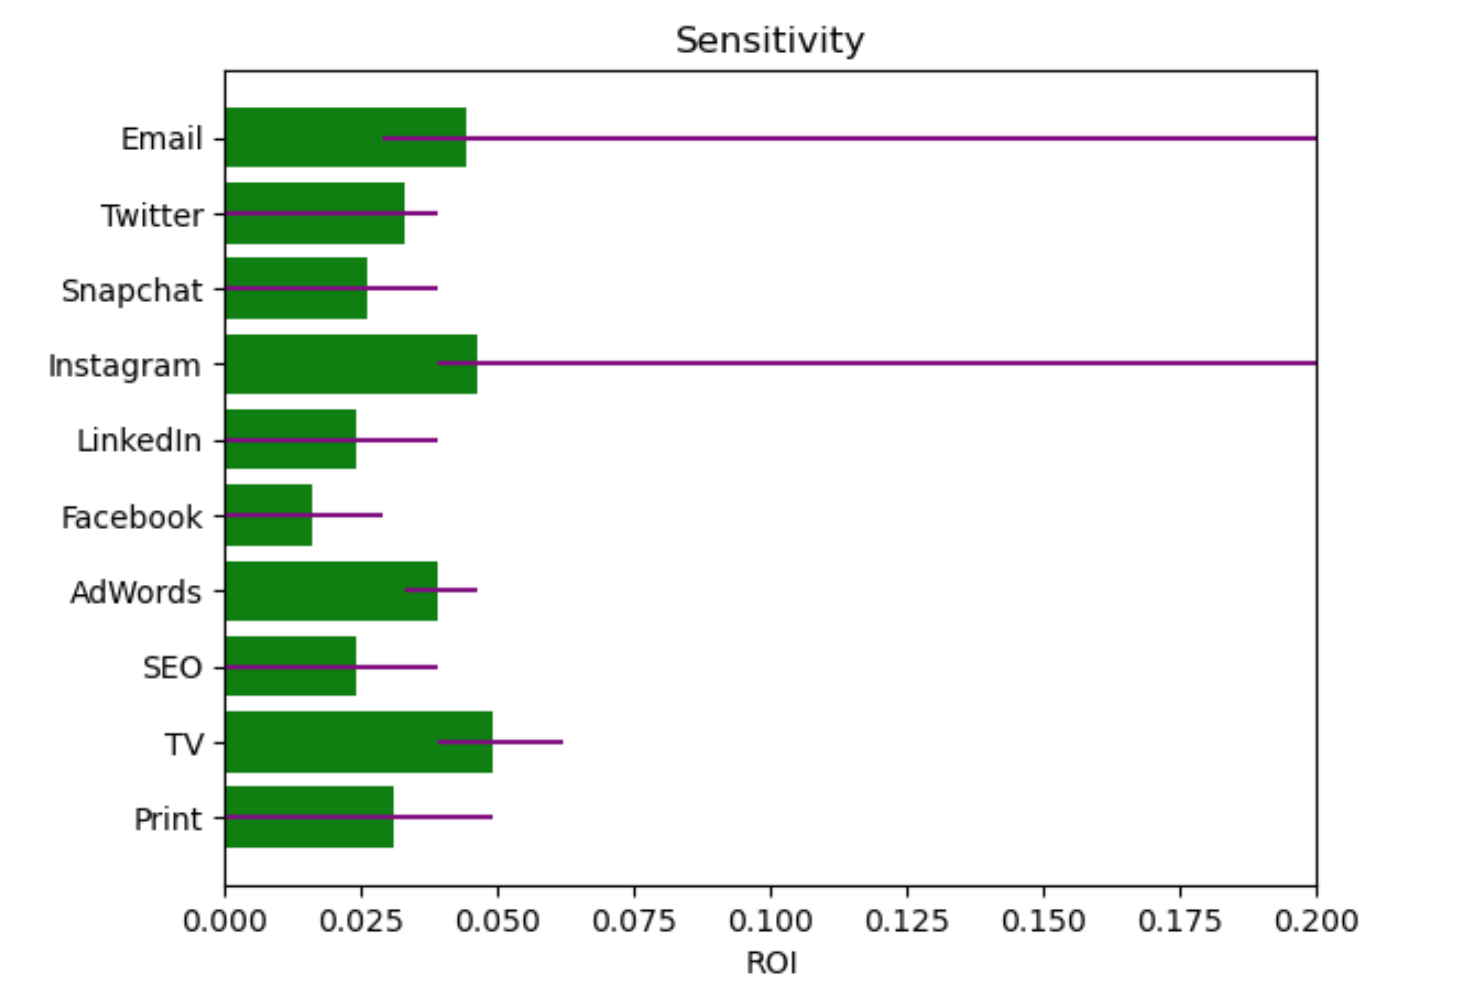 Sensitivity
Email
Twitter
Snapchat
Instagram
LinkedIn
Facebook
AdWords
SEO
TV
Print
0.000 0.025 0.050 0.075 0.100 0.125 0.150 0.175 0.200
ROI